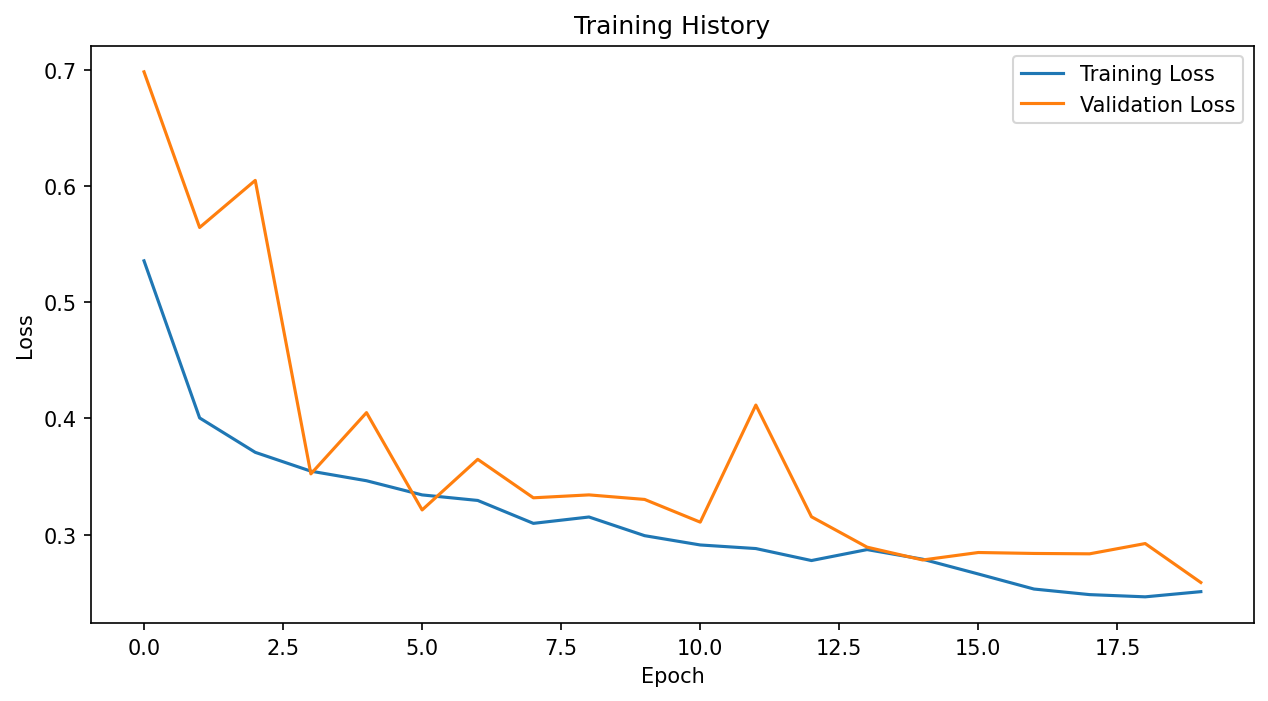 Training History
Training Loss
Validation Loss
0.7
0.6
0.5
0.4
0.3
Loss
0.0 2.5 5.0 7.5 10.0 12.5 15.0 17.5
Epoch